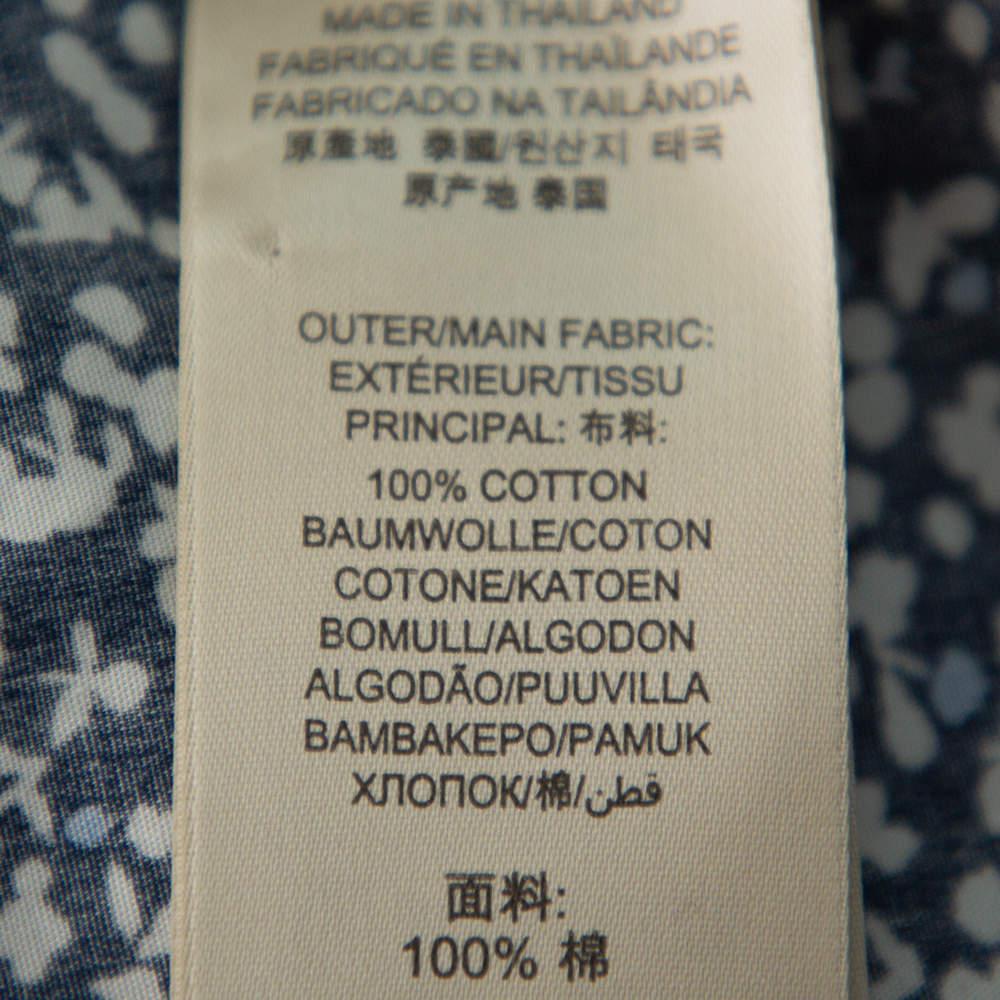 MADE IN THAILAND
FABRIQUÉ EN THAÏLANDE
FABRICADO NA TAILÂNDIA
原產地 泰國/원산지 태국
原产地 泰国
OUTER/MAIN FABRIC:
EXTÉRIEUR/TISSU
PRINCIPAL: 布料:
100% COTTON
BAUMWOLLE/COTON
COTONE/KATOEN
BOMULL/ALGODON
ALGODÃO/PUUVILLA
ΒΑΜΒΑΚΕΡΟ/PAMUK
ХЛОПОК/棉/قطن
面料:
100% 棉